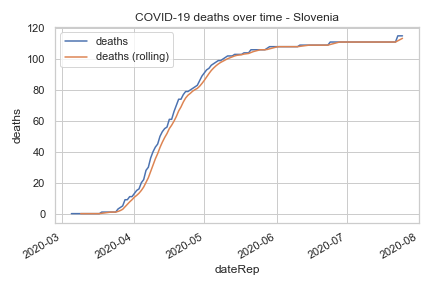 COVID-19 deaths over time - Slovenia
deaths
deaths (rolling)
120
100
80
60
40
20
0
deaths
2020-03
2020-04
2020-05
2020-06
2020-07
2020-08
dateRep